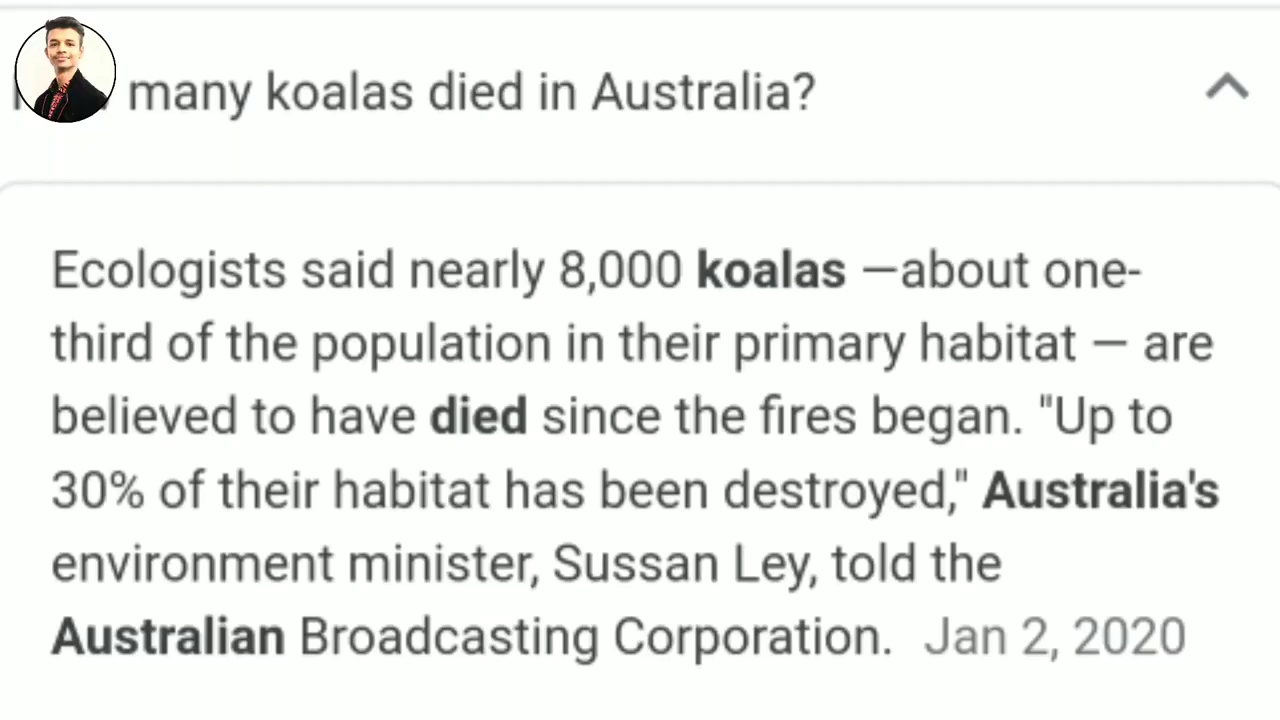 many koalas died in Australia?
Ecologists said nearly 8,000 koalas —about one-
third of the population in their primary habitat — are
believed to have died since the fires began. "Up to
30% of their habitat has been destroyed," Australia's
environment minister, Sussan Ley, told the
Australian Broadcasting Corporation. Jan 2, 2020